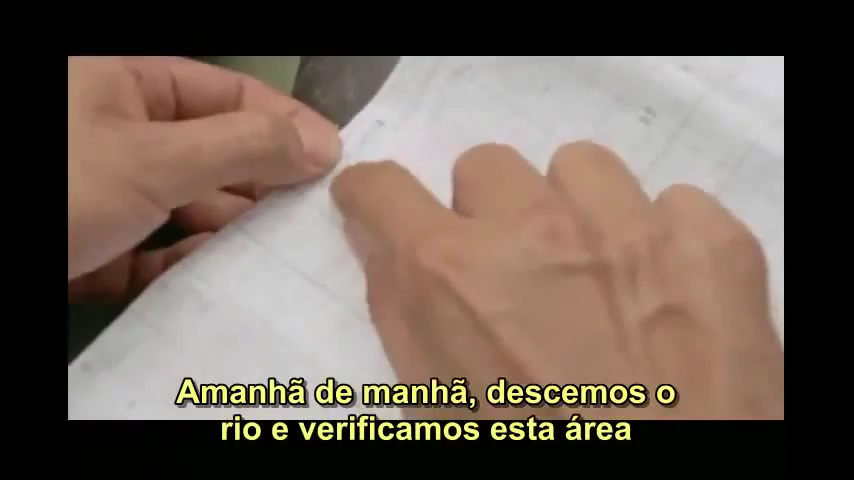 Amanhã de manhã, descemos o
rio e verificamos esta área